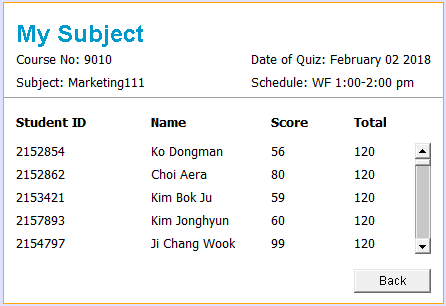 My Subject
Course No: 9010 Date of Quiz: February 02 2018
Subject: Marketing111 Schedule: WF 1:00-2:00 pm
Student ID Name Score Total
2152854 Ko Dongman 56 120
2152862 Choi Aera 80 120
2153421 Kim Bok Ju 59 120
2157893 Kim Jonghyun 60 120
2154797 Ji Chang Wook 99 120
Back